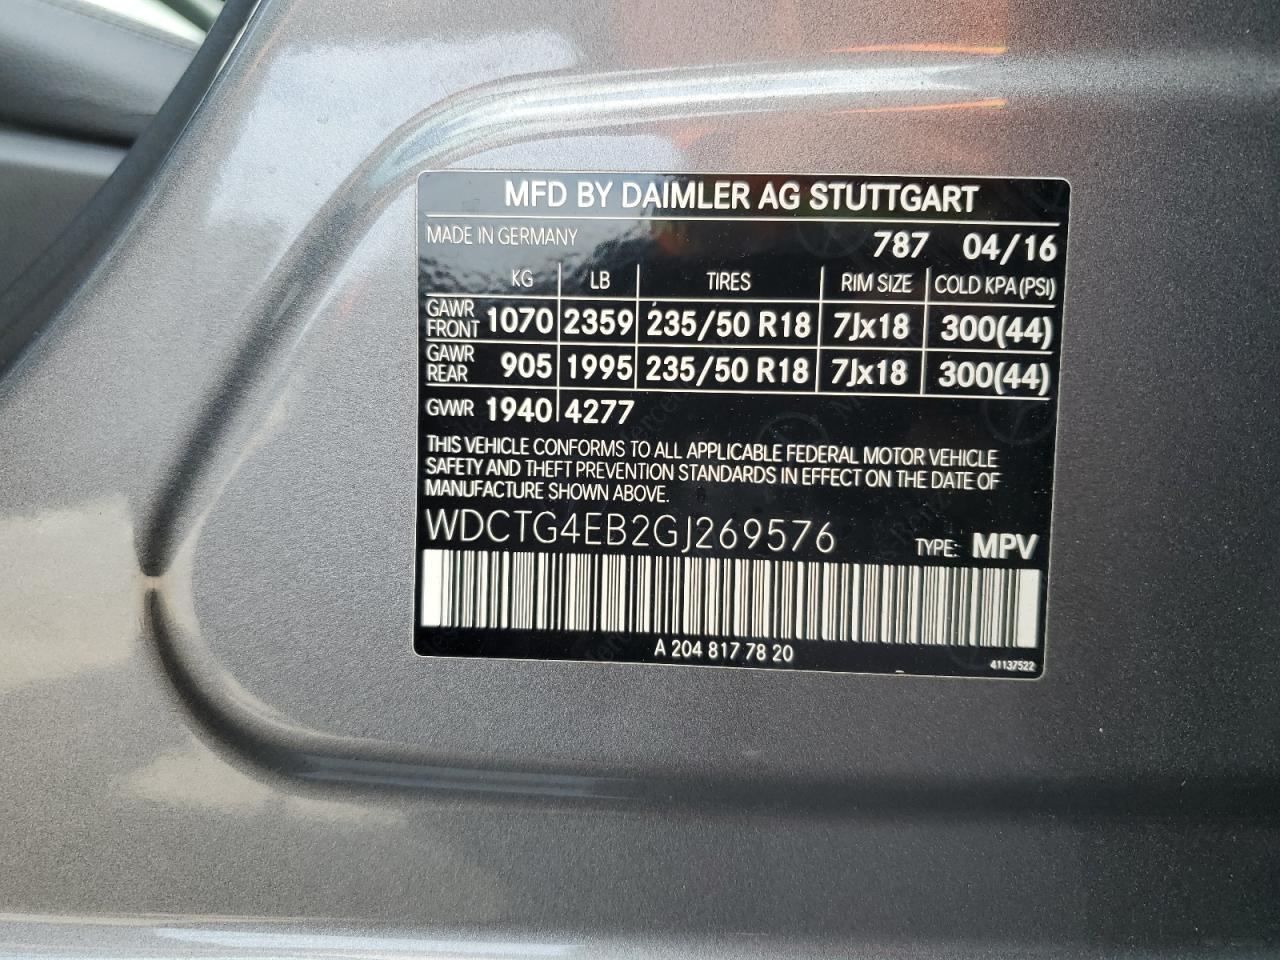 MFD BY DAIMLER AG STUTTGART
MADE IN GERMANY 787 04/16
KG LB TIRES RIM SIZE COLD KPA (PSI)
GAWR FRONT 1070 2359 235/50 R18 7Jx18 300(44)
GAWR REAR 905 1995 235/50 R18 7Jx18 300(44)
GVWR 1940 4277
THIS VEHICLE CONFORMS TO ALL APPLICABLE FEDERAL MOTOR VEHICLE
SAFETY AND THEFT PREVENTION STANDARDS IN EFFECT ON THE DATE OF
MANUFACTURE SHOWN ABOVE.
WDCTG4EB2GJ269576 TYPE: MPV
A 204 817 78 20
41137522